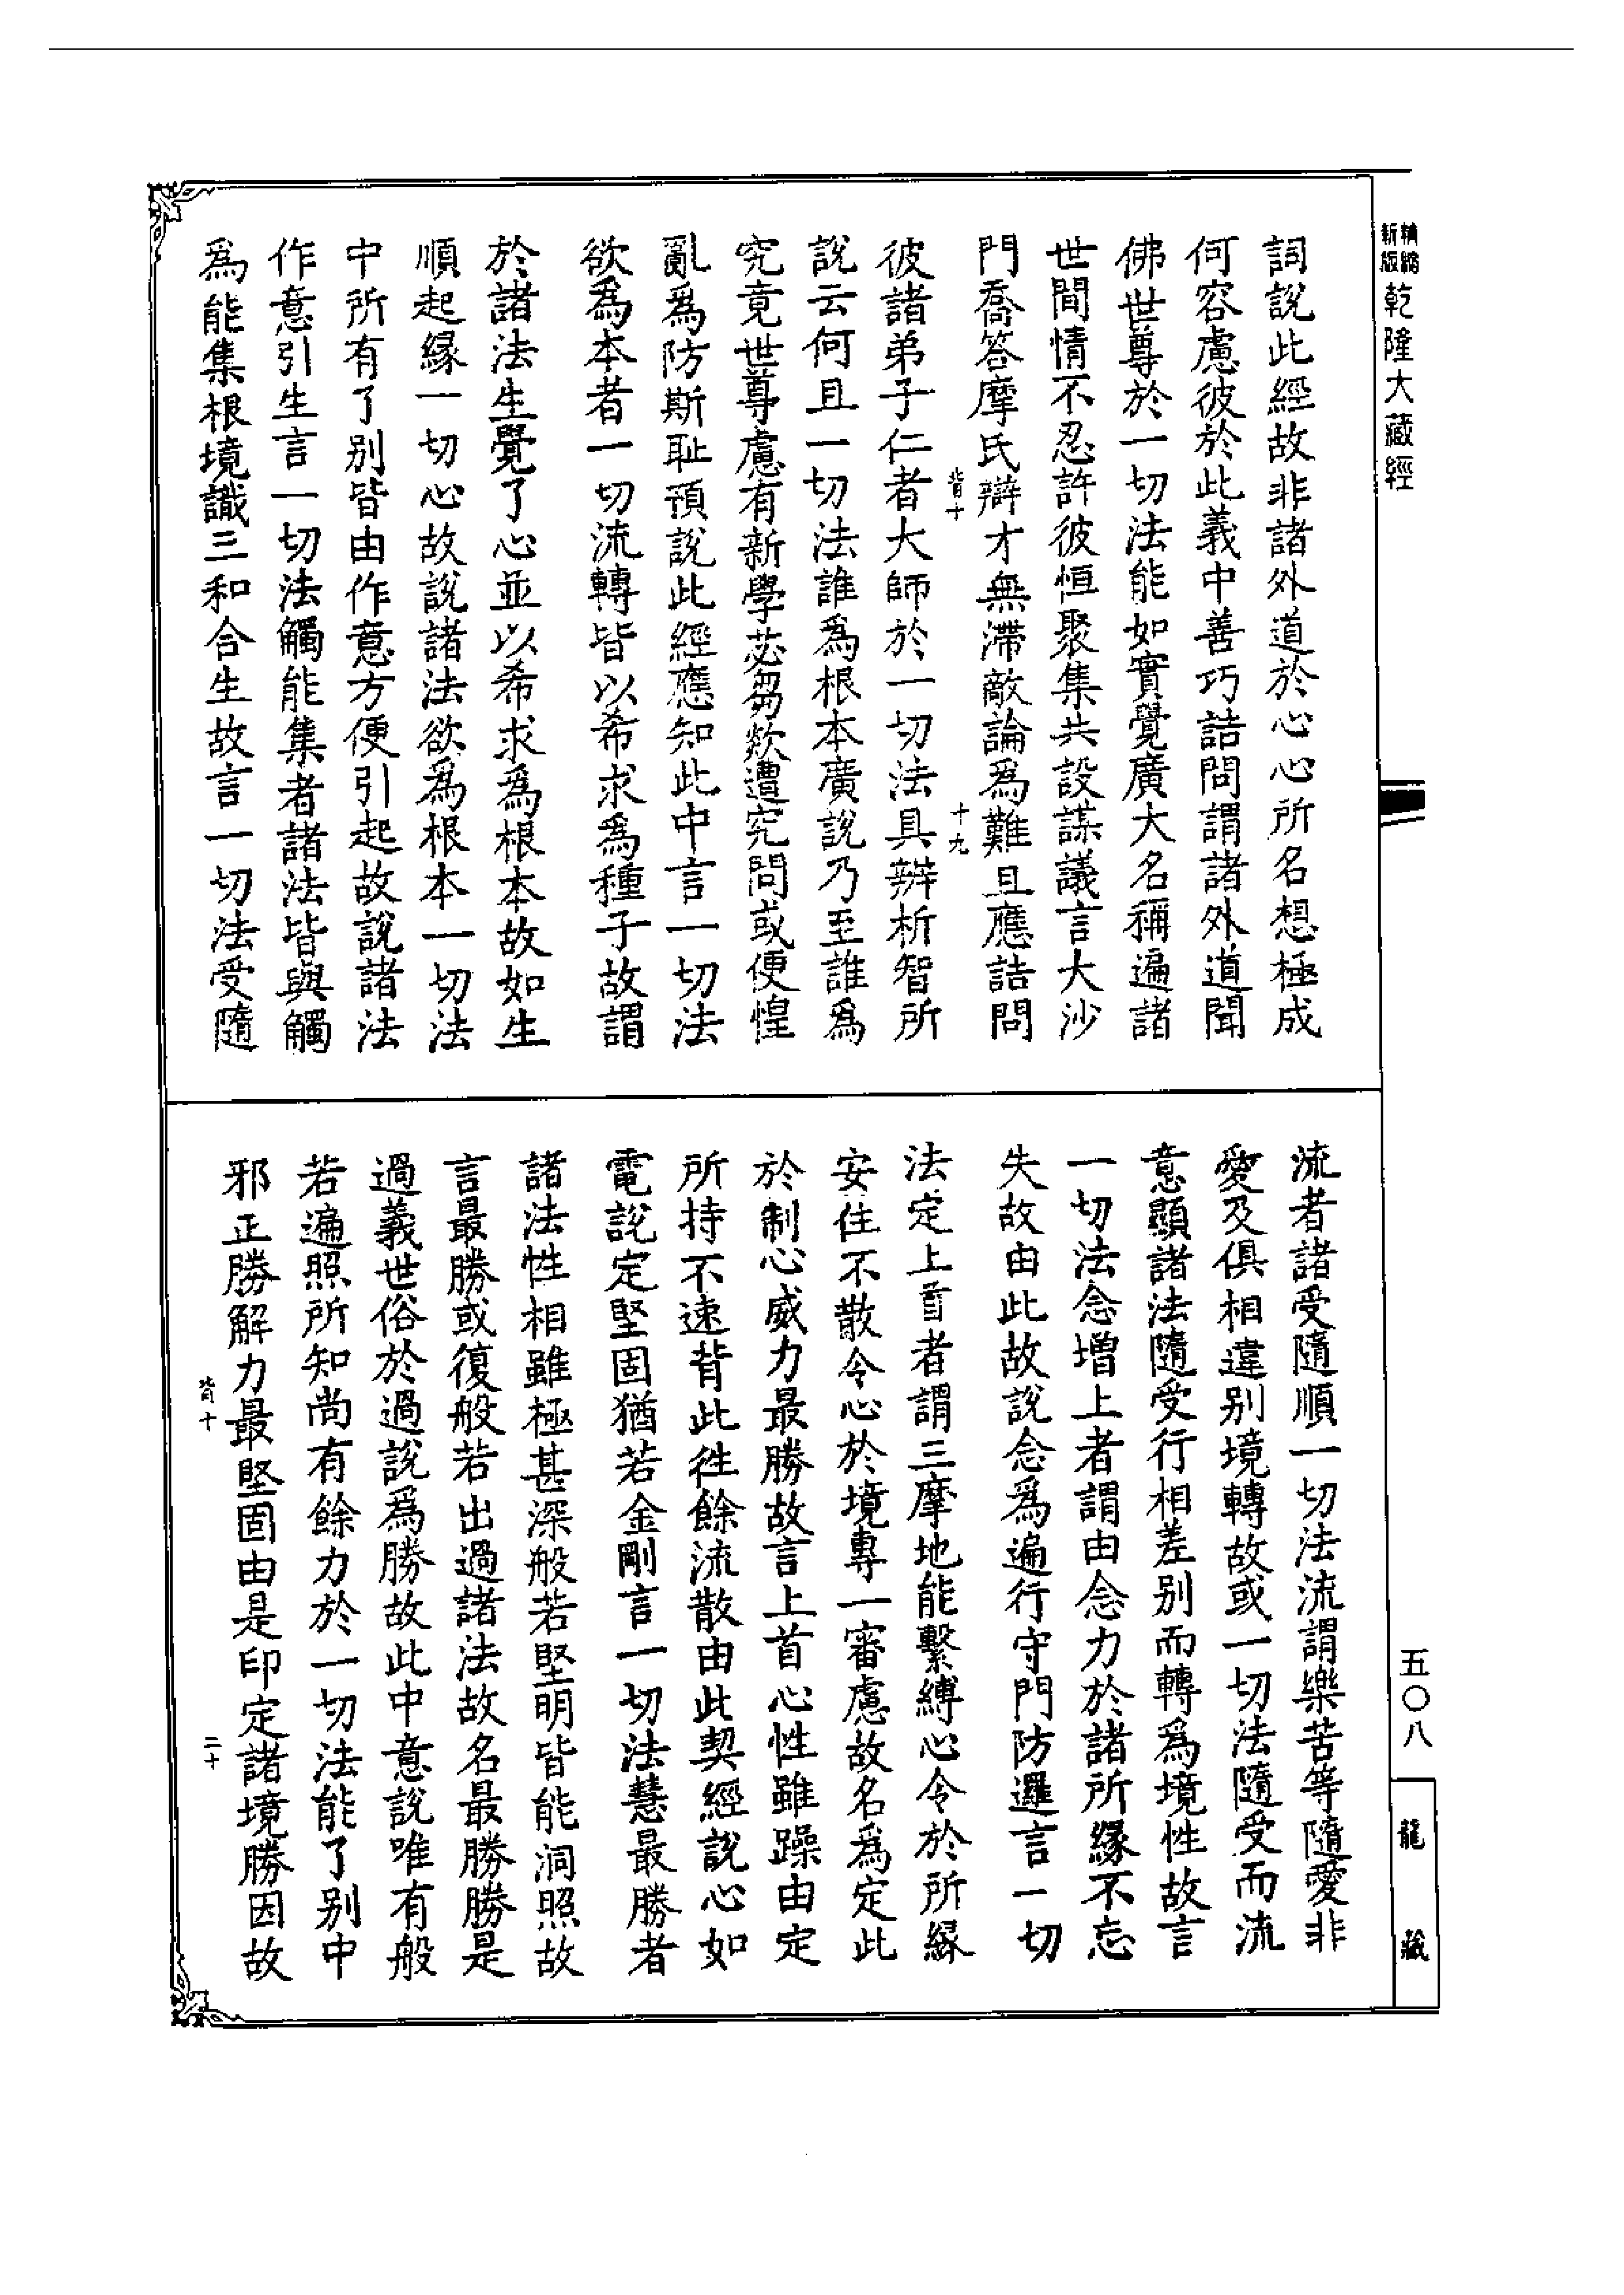 精縮
新版
乾隆大藏經
詞說此經故非諸外道於心心所名想極成
何容慮彼於此義中善巧詰問謂諸外道聞
佛世尊於一切法能如實覺廣大名稱遍諸
世間情不忍許彼恒聚集共設謀議言大沙
門喬答摩氏辯才無滯敵論爲難且應詰問
背十
十九
彼諸弟子仁者大師於一切法具辯析智所
說云何且一切法誰爲根本廣說乃至誰爲
究竟世尊慮有新學苾芻欻遭究問或便惶
亂爲防斯耻預說此經應知此中言一切法
欲爲本者一切流轉皆以希求爲種子故謂
於諸法生覺了心並以希求爲根本故如生
順起緣一切心故說諸法欲爲根本一切法
中所有了别皆由作意方便引起故說諸法
作意引生言一切法觸能集者諸法皆與觸
爲能集根境識三和合生故言一切法受隨
流者諸受隨順一切法流謂樂苦等隨愛非
愛及俱相違别境轉故或一切法隨受而流
意顯諸法隨受行相差别而轉爲境性故言
一切法念增上者謂由念力於諸所緣不忘
失故由此故說念爲遍行守門防邏言一切
法定上首者謂三摩地能繫縛心令於所緣
安住不散令心於境專一審慮故名爲定此
於制心威力最勝故言上首心性雖躁由定
所持不速背此徃餘流散由此契經說心如
電說定堅固猶若金剛言一切法慧最勝者
諸法性相雖極甚深般若堅明皆能洞照故
言最勝或復般若出過諸法故名最勝勝是
過義世俗於過說爲勝故此中意說唯有般
若遍照所知尚有餘力於一切法能了别中
邪正勝解力最堅固由是印定諸境勝因故
背十
二十
五〇八
龍藏